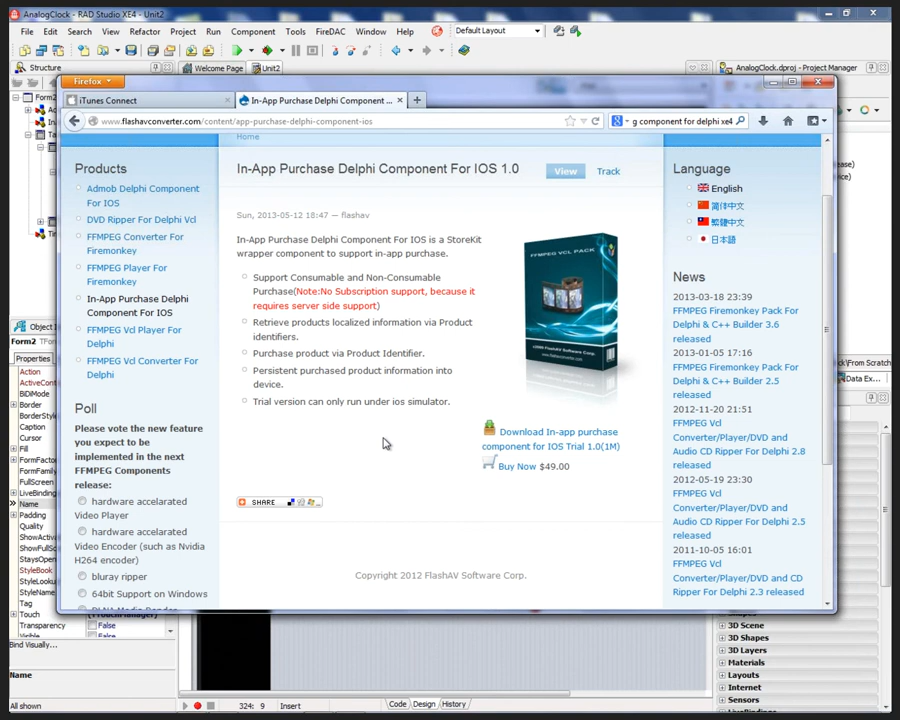 AnalogClock - RAD Studio XE4 - Unit2
File Edit Search View Refactor Project Run Component Tools FireDAC Window Help
Default Layout
Structure
Welcome Page
Unit2
AnalogClock.dproj - Project Manager
Firefox
iTunes Connect
In-App Purchase Delphi Component ...
www.flashavconverter.com/content/app-purchase-delphi-component-ios
g component for delphi xe4
Home
Products
Admob Delphi Component
For IOS
DVD Ripper For Delphi Vcl
FFMPEG Converter For
Firemonkey
FFMPEG Player For
Firemonkey
In-App Purchase Delphi
Component For IOS
FFMPEG Vcl Player For
Delphi
FFMPEG Vcl Converter For
Delphi
Poll
Please vote the new feature
you expect to be
implemented in the next
FFMPEG Components
release:
hardware accelarated
Video Player
hardware accelarated
Video Encoder (such as Nvidia
H264 encoder)
bluray ripper
64bit Support on Windows
In-App Purchase Delphi Component For IOS 1.0
View
Track
Sun, 2013-05-12 18:47 — flashav
In-App Purchase Delphi Component For IOS is a StoreKit
wrapper component to support in-app purchase.
Support Consumable and Non-Consumable
Purchase(Note:No Subscription support, because it
requires server side support)
Retrieve products localized information via Product
identifiers.
Purchase product via Product Identifier.
Persistent purchased product information into
device.
Trial version can only run under ios simulator.
FFMPEG VCL PACK
Download In-app purchase
component for IOS Trial 1.0(1M)
Buy Now $49.00
SHARE
Copyright 2012 FlashAV Software Corp.
Language
English
简体中文
繁體中文
日本語
News
2013-03-18 23:39
FFMPEG Firemonkey Pack For
Delphi & C++ Builder 3.6
released
2013-01-05 17:16
FFMPEG Firemonkey Pack For
Delphi & C++ Builder 2.5
released
2012-11-20 21:51
FFMPEG Vcl
Converter/Player/DVD and
Audio CD Ripper For Delphi 2.8
released
2012-05-19 23:30
FFMPEG Vcl
Converter/Player/DVD and
Audio CD Ripper For Delphi 2.5
released
2011-10-05 16:01
FFMPEG Vcl
Converter/Player/DVD and CD
Ripper For Delphi 2.3 released
Form2
Object I
Form2 TFor
Properties
Action
ActiveCont
BiDiMode
Border
BorderStyle
Caption
Cursor
Fill
FormFactor
FormFamily
FullScreen
Height
LiveBinding
Name
Padding
Quality
ShowActiva
ShowFullSc
StaysOpen
StyleBook
StyleLookup
StyleName
Tag
Touch
Transparency False
Visible False
Bind Visually...
Name
All shown
324: 9
Insert
Code
Design
History
From Scratch
Data Ex...
3D Scene
3D Shapes
3D Layers
Materials
Layouts
Internet
Sensors